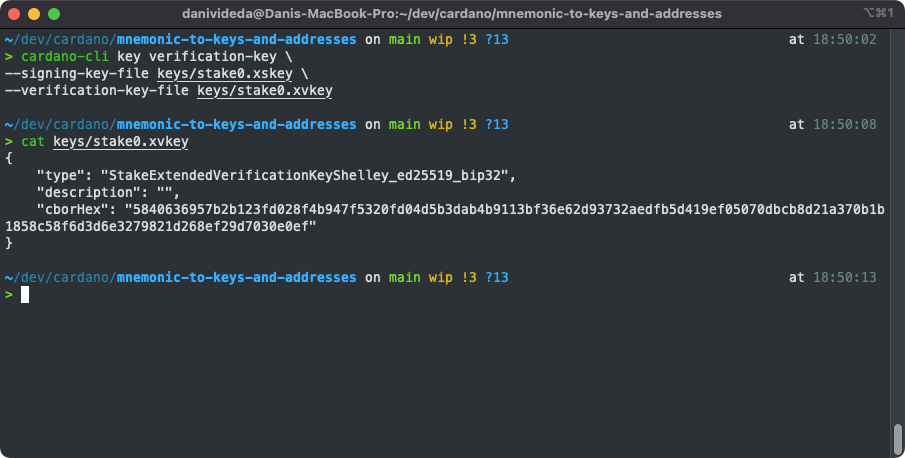 danivideda@Danis-MacBook-Pro:~/dev/cardano/mnemonic-to-keys-and-addresses ⌥⌘1
~/dev/cardano/mnemonic-to-keys-and-addresses on main wip !3 ?13 at 18:50:02
> cardano-cli key verification-key \
--signing-key-file keys/stake0.xskey \
--verification-key-file keys/stake0.xvkey
~/dev/cardano/mnemonic-to-keys-and-addresses on main wip !3 ?13 at 18:50:08
> cat keys/stake0.xvkey
{
"type": "StakeExtendedVerificationKeyShelley_ed25519_bip32",
"description": "",
"cborHex": "5840636957b2b123fd028f4b947f5320fd04d5b3dab4b9113bf36e62d93732aedfb5d419ef05070dbcb8d21a370b1b
1858c58f6d3d6e3279821d268ef29d7030e0ef"
}
~/dev/cardano/mnemonic-to-keys-and-addresses on main wip !3 ?13 at 18:50:13
>